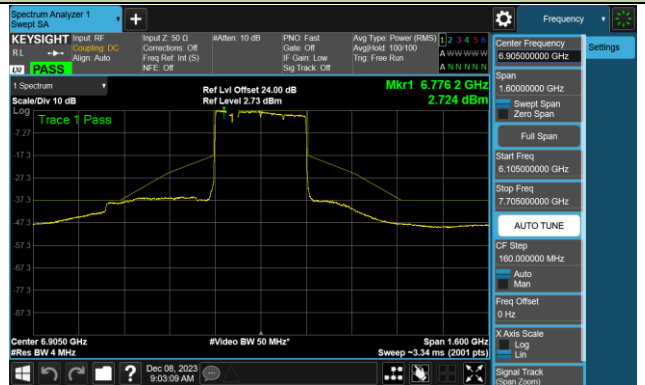 Spectrum Analyzer 1
Swept SA
Frequency
KEYSIGHT
Input: RF
Input Z: 50 Ω
#Atten: 10 dB
PNO: Fast
Avg Type: Power (RMS)
1 2 3 4 5 6
RL
Coupling: DC
Corrections: Off
Gate: Off
Avg|Hold: 100/100
A W W W W W
Align: Auto
Freq Ref: Int (S)
IF Gain: Low
Trig: Free Run
PASS
NFE: Off
Sig Track: Off
A N N N N N
1 Spectrum
Ref Lvl Offset 24.00 dB
Mkr1 6.776 2 GHz
Scale/Div 10 dB
Ref Level 2.73 dBm
2.724 dBm
Log
Trace 1 Pass
-7.27
-17.3
-27.3
-37.3
-47.3
-57.3
-67.3
-77.3
-87.3
Center 6.9050 GHz
#Video BW 50 MHz*
Span 1.600 GHz
#Res BW 4 MHz
Sweep ~3.34 ms (2001 pts)
?
Dec 08, 2023
9:03:09 AM
Center Frequency
6.905000000 GHz
Settings
Span
1.60000000 GHz
Swept Span
Zero Span
Full Span
Start Freq
6.105000000 GHz
Stop Freq
7.705000000 GHz
AUTO TUNE
CF Step
160.000000 MHz
Auto
Man
Freq Offset
0 Hz
X Axis Scale
Log
Lin
Signal Track
(Span Zoom)